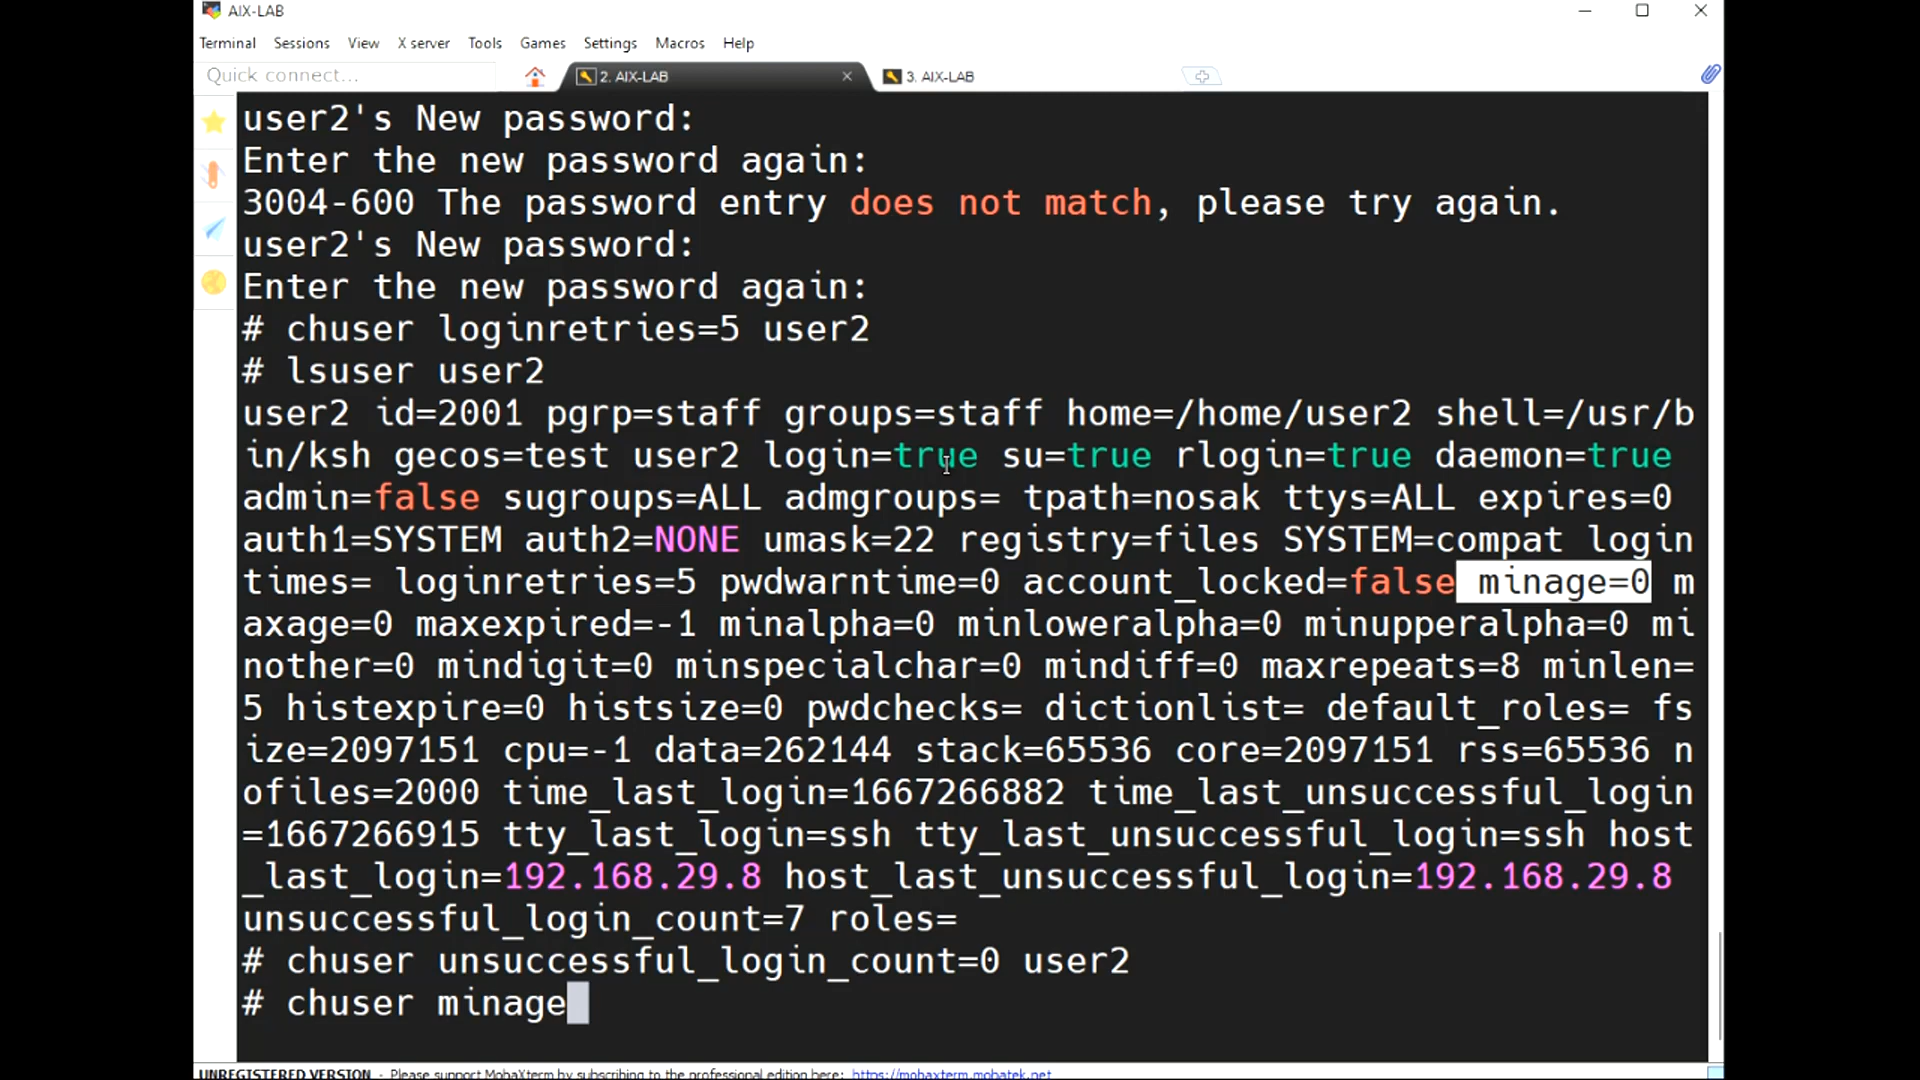 AIX-LAB
Terminal Sessions View X server Tools Games Settings Macros Help
Quick connect...
2. AIX-LAB
3. AIX-LAB
user2's New password:
Enter the new password again:
3004-600 The password entry does not match, please try again.
user2's New password:
Enter the new password again:
# chuser loginretries=5 user2
# lsuser user2
user2 id=2001 pgrp=staff groups=staff home=/home/user2 shell=/usr/b
in/ksh gecos=test user2 login=true su=true rlogin=true daemon=true
admin=false sugroups=ALL admgroups= tpath=nosak ttys=ALL expires=0
auth1=SYSTEM auth2=NONE umask=22 registry=files SYSTEM=compat login
times= loginretries=5 pwdwarntime=0 account_locked=false minage=0 m
axage=0 maxexpired=-1 minalpha=0 minloweralpha=0 minupperalpha=0 mi
nother=0 mindigit=0 minspecialchar=0 mindiff=0 maxrepeats=8 minlen=
5 histexpire=0 histsize=0 pwdchecks= dictionlist= default_roles= fs
ize=2097151 cpu=-1 data=262144 stack=65536 core=2097151 rss=65536 n
ofiles=2000 time_last_login=1667266882 time_last_unsuccessful_login
=1667266915 tty_last_login=ssh tty_last_unsuccessful_login=ssh host
_last_login=192.168.29.8 host_last_unsuccessful_login=192.168.29.8
unsuccessful_login_count=7 roles=
# chuser unsuccessful_login_count=0 user2
# chuser minage
UNREGISTERED VERSION - Please support MobaXterm by subscribing to the professional edition here: https://mobaxterm.mobatek.net